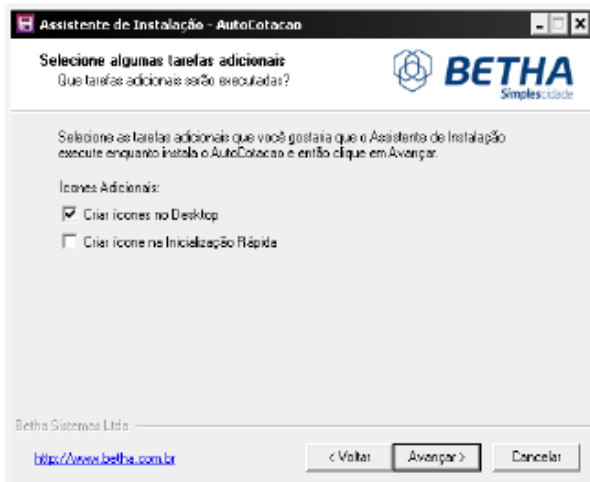 Assistente de Instalação - AutoCotacao
Selecione algumas tarefas adicionais
Que tarefas adicionais serão executadas?
BETHA
Simplescidade
Selecione as tarefas adicionais que você gostaria que o Assistente de Instalação
execute enquanto instala o AutoCotacao e então clique em Avançar.
Ícones Adicionais:
Criar ícones no Desktop
Criar ícone na Inicialização Rápida
Betha Sistemas Ltda.
http://www.betha.com.br
< Voltar
Avançar >
Cancelar